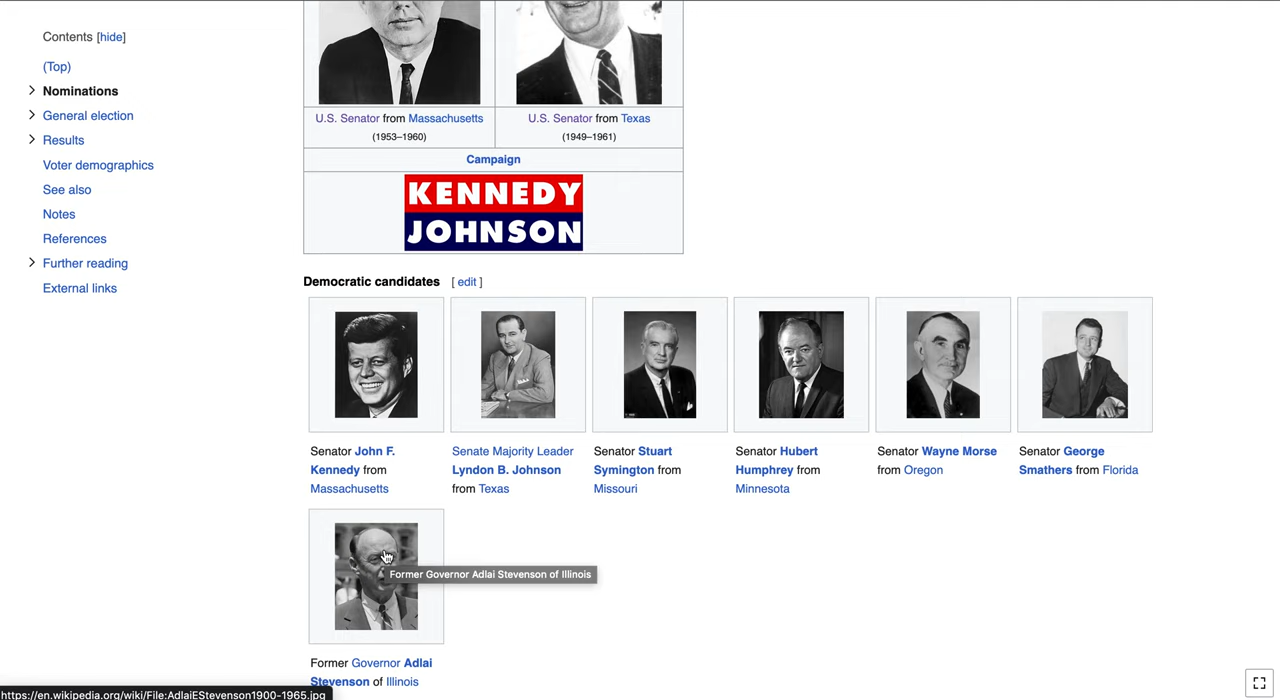 Contents [hide]
(Top)
Nominations
General election
Results
Voter demographics
See also
Notes
References
Further reading
External links
U.S. Senator from Massachusetts
(1953–1960)
U.S. Senator from Texas
(1949–1961)
Campaign
KENNEDY
JOHNSON
Democratic candidates [ edit ]
Senator John F.
Kennedy from
Massachusetts
Senate Majority Leader
Lyndon B. Johnson
from Texas
Senator Stuart
Symington from
Missouri
Senator Hubert
Humphrey from
Minnesota
Senator Wayne Morse
from Oregon
Senator George
Smathers from Florida
Former Governor Adlai Stevenson of Illinois
Former Governor Adlai
Stevenson of Illinois
https://en.wikipedia.org/wiki/File:AdlaiEStevenson1900-1965.jpg